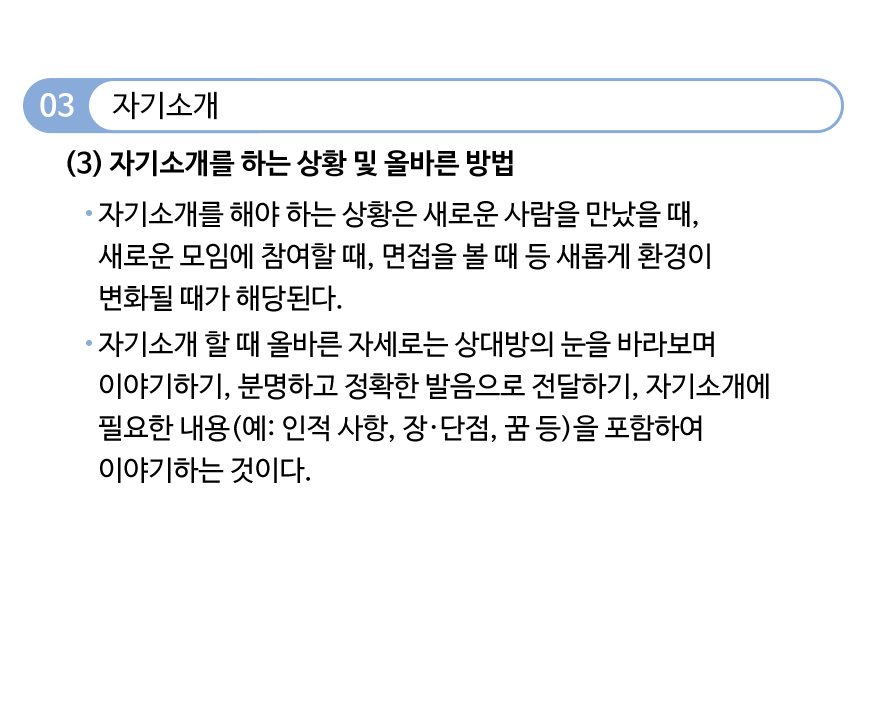 03 자기소개
(3) 자기소개를 하는 상황 및 올바른 방법
• 자기소개를 해야 하는 상황은 새로운 사람을 만났을 때,
새로운 모임에 참여할 때, 면접을 볼 때 등 새롭게 환경이
변화될 때가 해당된다.
• 자기소개 할 때 올바른 자세로는 상대방의 눈을 바라보며
이야기하기, 분명하고 정확한 발음으로 전달하기, 자기소개에
필요한 내용(예: 인적 사항, 장·단점, 꿈 등)을 포함하여
이야기하는 것이다.